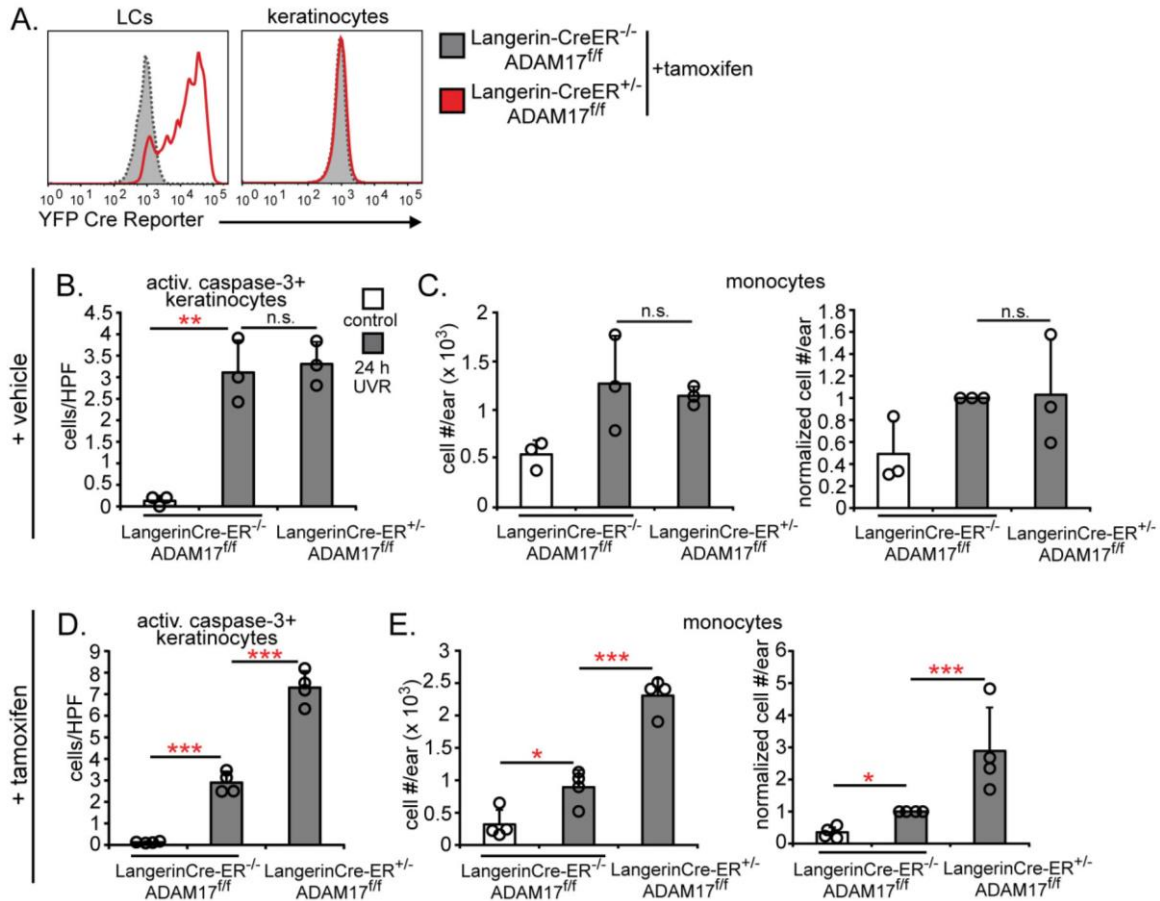 A.
LCs
keratinocytes
10⁰ 10¹ 10² 10³ 10⁴ 10⁵
10⁰ 10¹ 10² 10³ 10⁴ 10⁵
YFP Cre Reporter
Langerin-CreER⁻/⁻
ADAM17f/f
Langerin-CreER⁺/⁻
ADAM17f/f
+tamoxifen
+ vehicle
B.
activ. caspase-3+
keratinocytes
control
24 h
UVR
**
n.s.
cells/HPF
4.5
4
3.5
3
2.5
2
1.5
1
0.5
0
LangerinCre-ER⁻/⁻
ADAM17f/f
LangerinCre-ER⁺/⁻
ADAM17f/f
C.
monocytes
n.s.
cell #/ear (x 10³)
2
1.5
1
0.5
0
LangerinCre-ER⁻/⁻
ADAM17f/f
LangerinCre-ER⁺/⁻
ADAM17f/f
n.s.
normalized cell #/ear
1.8
1.6
1.4
1.2
1.0
0.8
0.6
0.4
0.2
0
LangerinCre-ER⁻/⁻
ADAM17f/f
LangerinCre-ER⁺/⁻
ADAM17f/f
+ tamoxifen
D.
activ. caspase-3+
keratinocytes
***
***
cells/HPF
9
8
7
6
5
4
3
2
1
0
LangerinCre-ER⁻/⁻
ADAM17f/f
LangerinCre-ER⁺/⁻
ADAM17f/f
E.
monocytes
*
***
cell #/ear (x 10³)
2.5
2
1.5
1
0.5
0
LangerinCre-ER⁻/⁻
ADAM17f/f
LangerinCre-ER⁺/⁻
ADAM17f/f
*
***
normalized cell #/ear
6
5
4
3
2
1
0
LangerinCre-ER⁻/⁻
ADAM17f/f
LangerinCre-ER⁺/⁻
ADAM17f/f